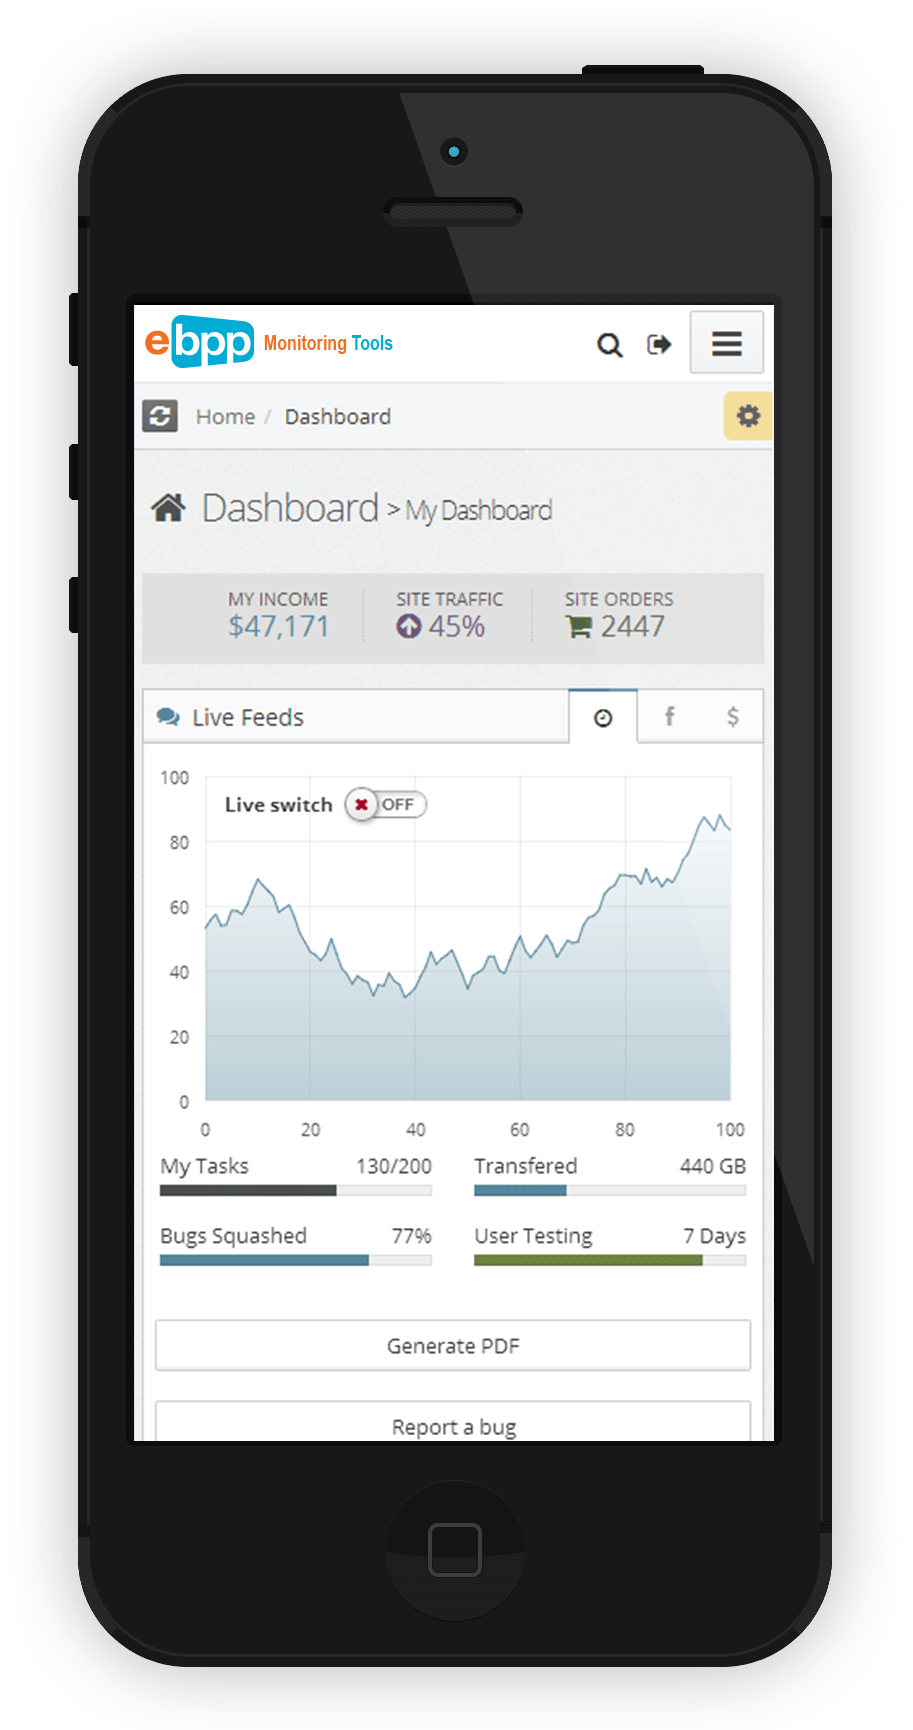 ebpp Monitoring Tools
Home / Dashboard
Dashboard > My Dashboard
MY INCOME SITE TRAFFIC SITE ORDERS
$47,171 45% 2447
Live Feeds f $
Live switch OFF
100
80
60
40
20
0
0 20 40 60 80 100
My Tasks 130/200 Transfered 440 GB
Bugs Squashed 77% User Testing 7 Days
Generate PDF
Report a bug